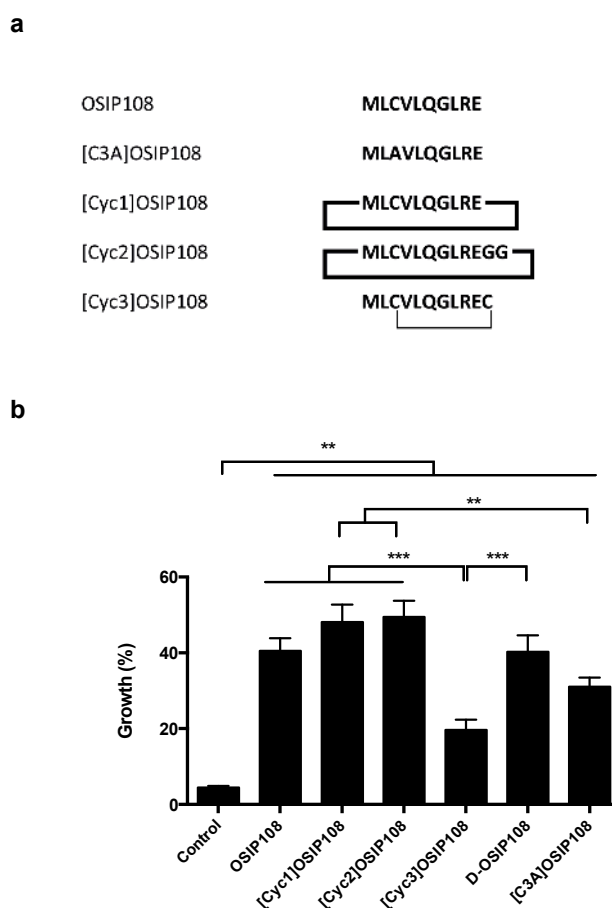 a
OSIP108 MLCVLQGLRE
[C3A]OSIP108 MLAVLQGLRE
[Cyc1]OSIP108 MLCVLQGLRE
[Cyc2]OSIP108 MLCVLQGLREGG
[Cyc3]OSIP108 MLCVLQGLREC
b
**
**
*** ***
60
40
20
0
Growth (%)
Control
OSIP108
[Cyc1]OSIP108
[Cyc2]OSIP108
[Cyc3]OSIP108
D-OSIP108
[C3A]OSIP108